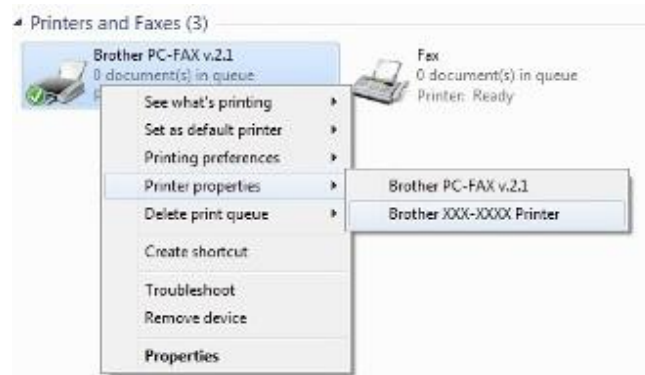 Printers and Faxes (3)
Brother PC-FAX v.2.1
0 document(s) in queue
Fax
0 document(s) in queue
Printer: Ready
See what's printing
Set as default printer
Printing preferences
Printer properties
Delete print queue
Create shortcut
Troubleshoot
Remove device
Properties
Brother PC-FAX v.2.1
Brother XXX-XXXX Printer